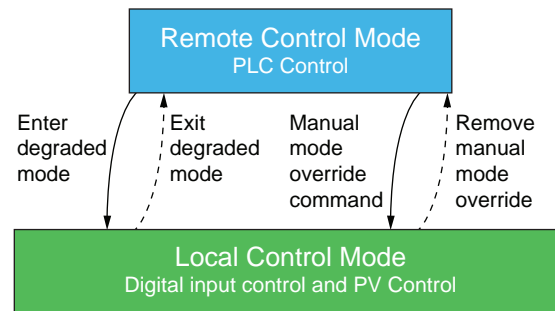 Remote Control Mode
PLC Control
Enter
degraded
mode
Exit
degraded
mode
Manual
mode
override
command
Remove
manual
mode
override
Local Control Mode
Digital input control and PV Control